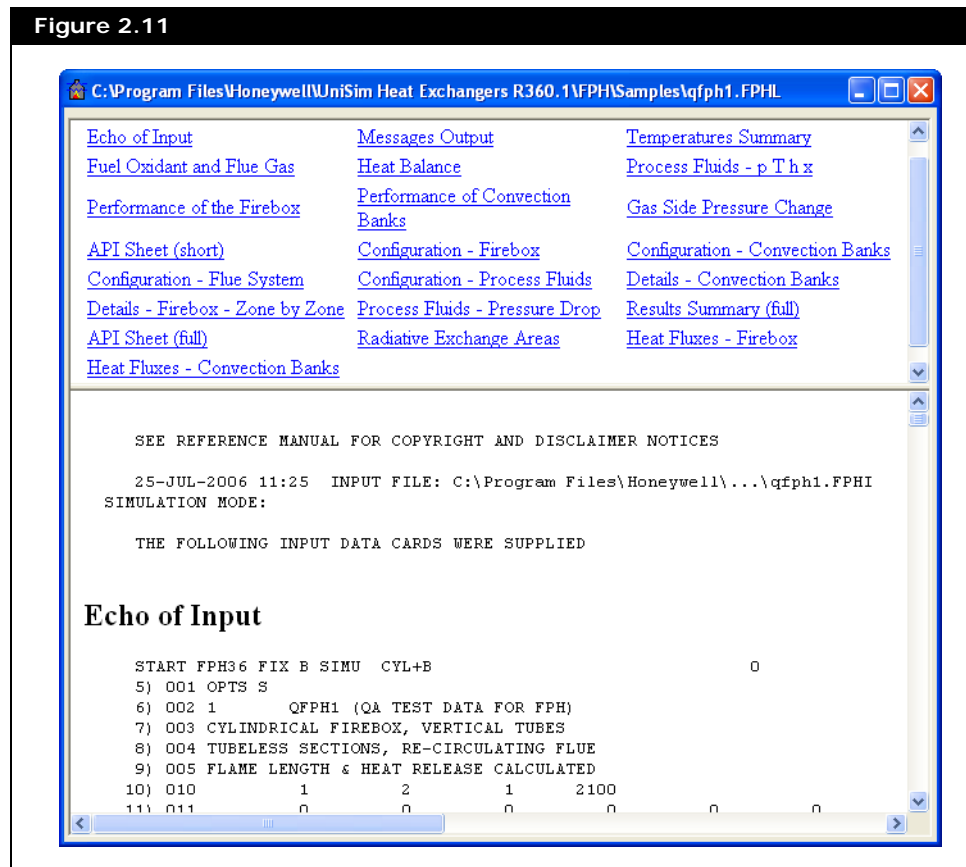 Figure 2.11
C:\Program Files\Honeywell\UniSim Heat Exchangers R360.1\FPH\Samples\qfph1.FPHL
Echo of Input Messages Output Temperatures Summary
Fuel Oxidant and Flue Gas Heat Balance Process Fluids - p T h x
Performance of the Firebox Performance of Convection Banks Gas Side Pressure Change
API Sheet (short) Configuration - Firebox Configuration - Convection Banks
Configuration - Flue System Configuration - Process Fluids Details - Convection Banks
Details - Firebox - Zone by Zone Process Fluids - Pressure Drop Results Summary (full)
API Sheet (full) Radiative Exchange Areas Heat Fluxes - Firebox
Heat Fluxes - Convection Banks
SEE REFERENCE MANUAL FOR COPYRIGHT AND DISCLAIMER NOTICES
25-JUL-2006 11:25 INPUT FILE: C:\Program Files\Honeywell\...\qfph1.FPHI
SIMULATION MODE:
THE FOLLOWING INPUT DATA CARDS WERE SUPPLIED
Echo of Input
START FPH36 FIX B SIMU CYL+B 0
5) 001 OPTS S
6) 002 1 QFPH1 (QA TEST DATA FOR FPH)
7) 003 CYLINDRICAL FIREBOX, VERTICAL TUBES
8) 004 TUBELESS SECTIONS, RE-CIRCULATING FLUE
9) 005 FLAME LENGTH & HEAT RELEASE CALCULATED
10) 010 1 2 1 2100
11) 011 0 0 0 0 0 0